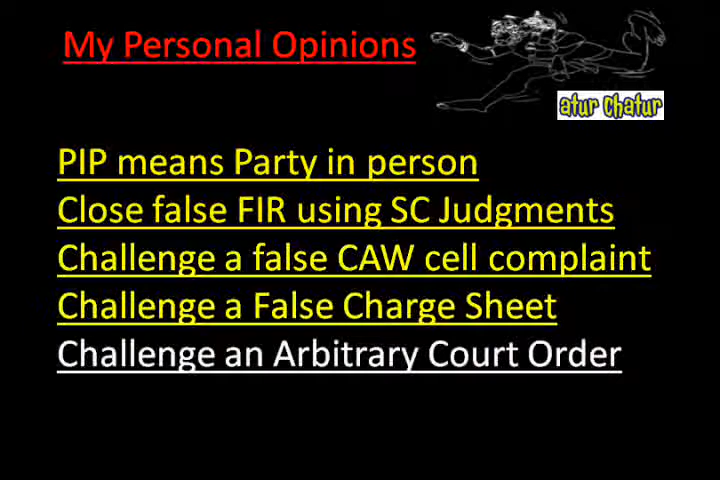 My Personal Opinions
atur chatur
PIP means Party in person
Close false FIR using SC Judgments
Challenge a false CAW cell complaint
Challenge a False Charge Sheet
Challenge an Arbitrary Court Order